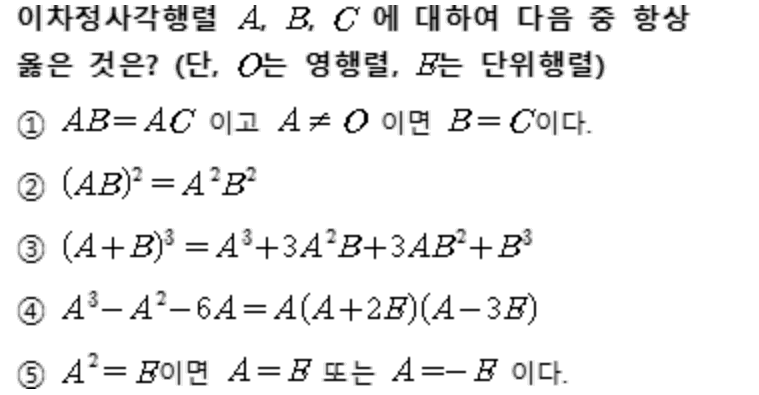 이차정사각행렬 A, B, C 에 대하여 다음 중 항상
옳은 것은? (단, O는 영행렬, E는 단위행렬)
① AB=AC 이고 A≠O 이면 B=C이다.
② (AB)²=A²B²
③ (A+B)³=A³+3A²B+3AB²+B³
④ A³-A²-6A=A(A+2E)(A-3E)
⑤ A²=E이면 A=E 또는 A=-E 이다.